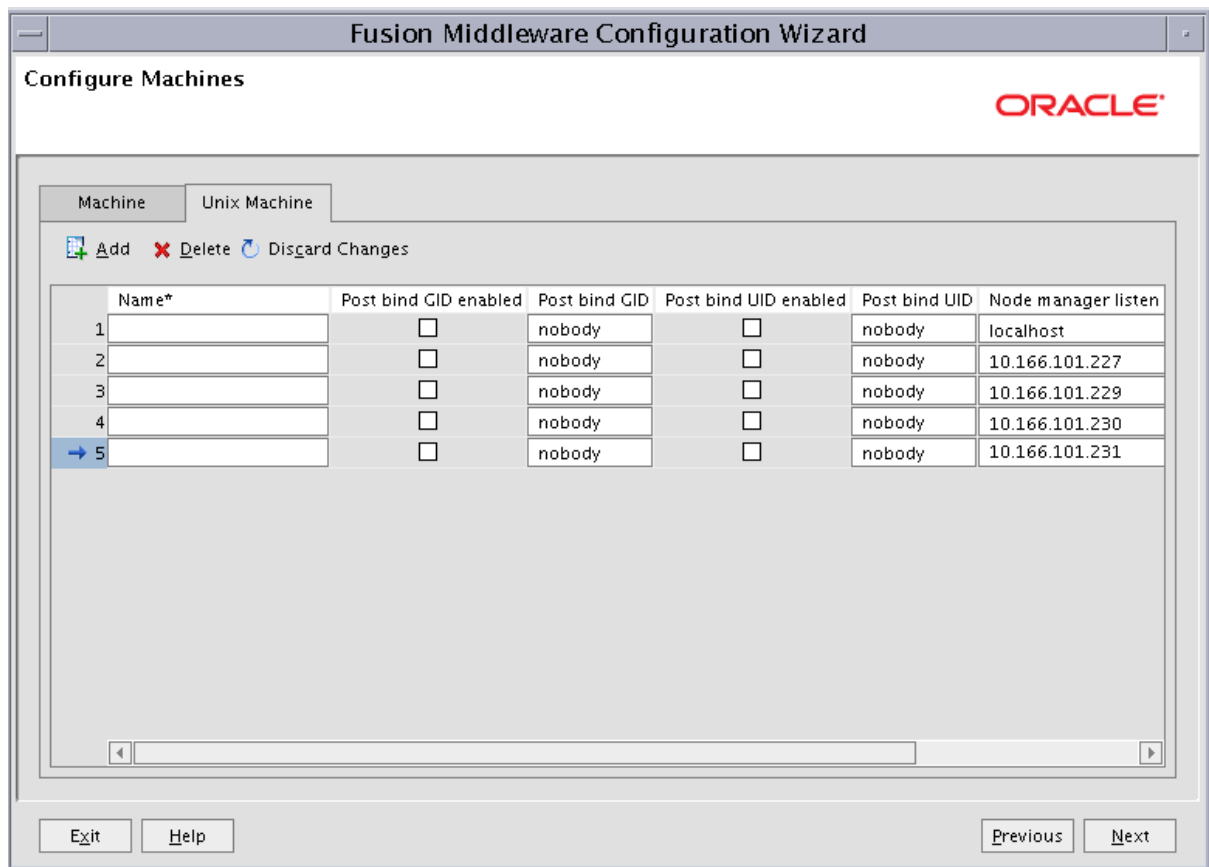 Fusion Middleware Configuration Wizard
Configure Machines
ORACLE
Machine Unix Machine
Add Delete Discard Changes
Name* Post bind GID enabled Post bind GID Post bind UID enabled Post bind UID Node manager listen
1 nobody nobody localhost
2 nobody nobody 10.166.101.227
3 nobody nobody 10.166.101.229
4 nobody nobody 10.166.101.230
5 nobody nobody 10.166.101.231
Exit Help Previous Next